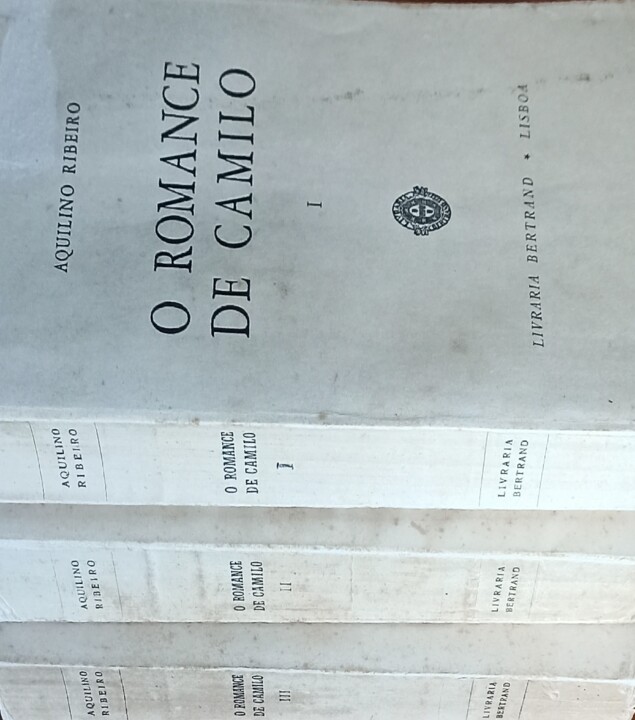 AQUILINO RIBEIRO
O ROMANCE
DE CAMILO
I
LIVRARIA BERTRAND * LISBOA
AQUILINO
RIBEIRO
O ROMANCE
DE CAMILO
I
LIVRARIA
BERTRAND
AQUILINO
RIBEIRO
O ROMANCE
DE CAMILO
II
LIVRARIA
BERTRAND
AQUILINO
RIBEIRO
O ROMANCE
DE CAMILO
III
LIVRARIA
BERTRAND